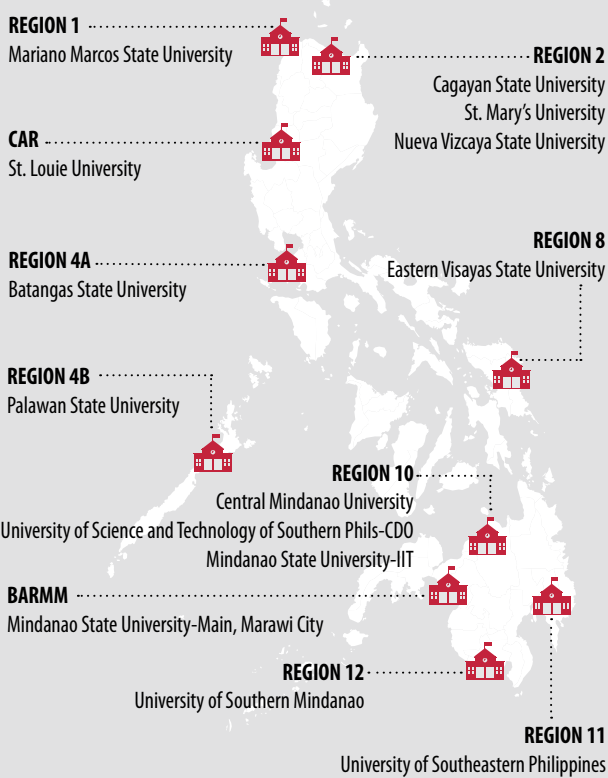 REGION 1
Mariano Marcos State University
REGION 2
Cagayan State University
St. Mary's University
Nueva Vizcaya State University
CAR
St. Louie University
REGION 8
Eastern Visayas State University
REGION 4A
Batangas State University
REGION 4B
Palawan State University
REGION 10
Central Mindanao University
University of Science and Technology of Southern Phils-CDO
Mindanao State University-IIT
BARMM
Mindanao State University-Main, Marawi City
REGION 12
University of Southern Mindanao
REGION 11
University of Southeastern Philippines